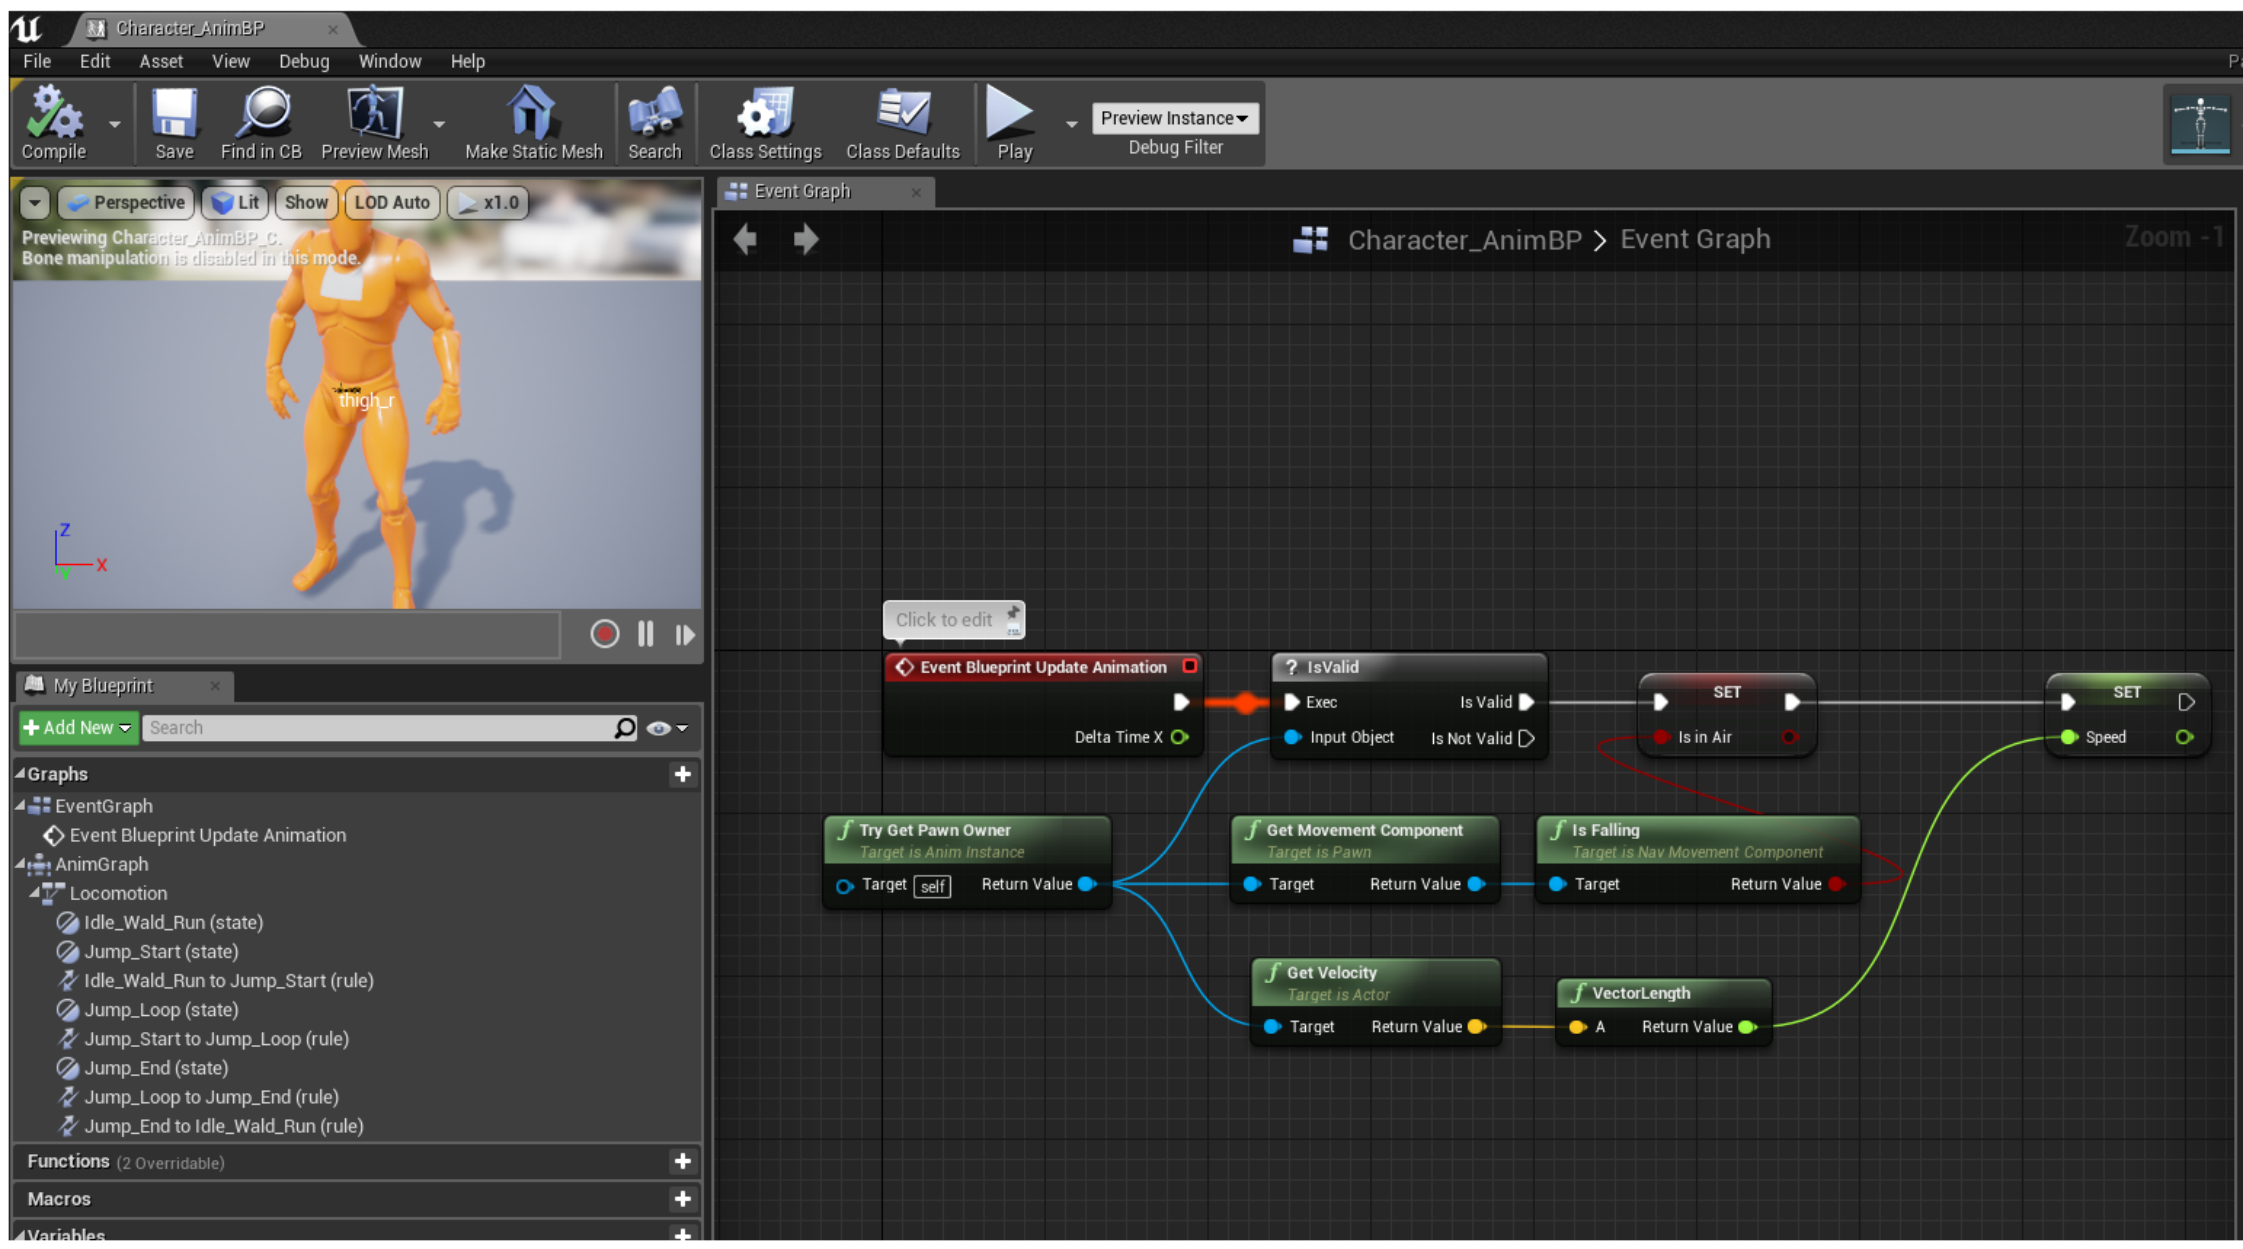 Character_AnimBP
File Edit Asset View Debug Window Help
Compile Save Find in CB Preview Mesh Make Static Mesh Search Class Settings Class Defaults Play
Preview Instance
Debug Filter
Perspective Lit Show LOD Auto x1.0
Previewing Character_AnimBP_C.
Bone manipulation is disabled in this mode.
thigh_r
Z
X
Y
My Blueprint
Add New Search
Graphs
EventGraph
Event Blueprint Update Animation
AnimGraph
Locomotion
Idle_Wald_Run (state)
Jump_Start (state)
Idle_Wald_Run to Jump_Start (rule)
Jump_Loop (state)
Jump_Start to Jump_Loop (rule)
Jump_End (state)
Jump_Loop to Jump_End (rule)
Jump_End to Idle_Wald_Run (rule)
Functions (2 Overridable)
Macros
Variables
Event Graph
Character_AnimBP > Event Graph
Zoom -1
Click to edit
Event Blueprint Update Animation
Delta Time X
? IsValid
Exec Is Valid
Input Object Is Not Valid
SET
Is in Air
SET
Speed
f Try Get Pawn Owner
Target is Anim Instance
Target self Return Value
f Get Movement Component
Target is Pawn
Target Return Value
f Is Falling
Target is Nav Movement Component
Target Return Value
f Get Velocity
Target is Actor
Target Return Value
f VectorLength
A Return Value